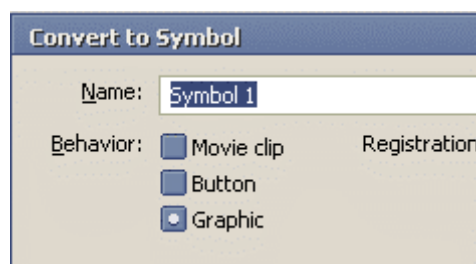 Convert to Symbol
Name: Symbol 1
Behavior: Movie clip Registration
Button
Graphic